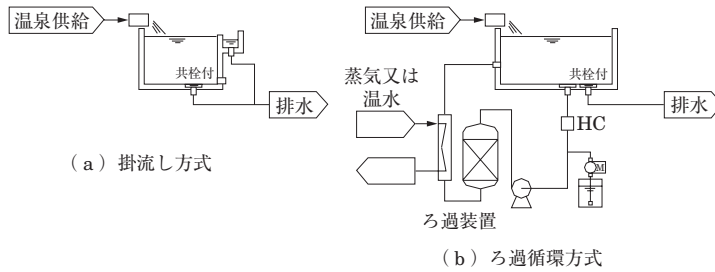 温泉供給
共栓付
排水
(a) 掛流し方式
温泉供給
共栓付
蒸気又は
温水
排水
HC
M
ろ過装置
(b) ろ過循環方式